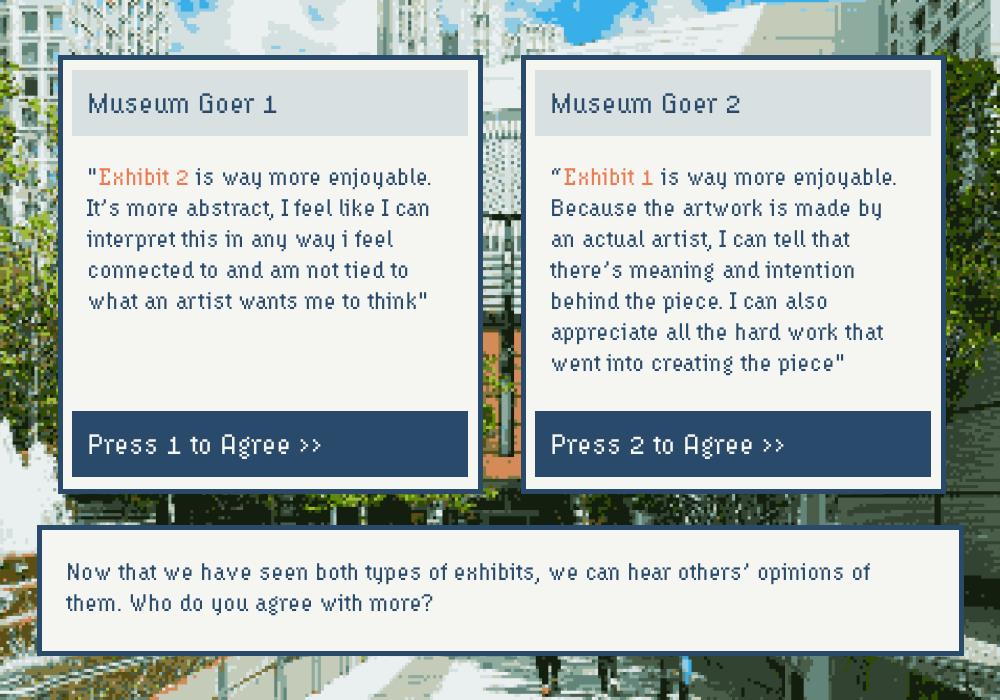 Museum Goer 1
"Exhibit 2 is way more enjoyable.
It's more abstract, I feel like I can
interpret this in any way i feel
connected to and am not tied to
what an artist wants me to think"
Press 1 to Agree >>
Museum Goer 2
“Exhibit 1 is way more enjoyable.
Because the artwork is made by
an actual artist, I can tell that
there’s meaning and intention
behind the piece. I can also
appreciate all the hard work that
went into creating the piece"
Press 2 to Agree >>
Now that we have seen both types of exhibits, we can hear others’ opinions of
them. Who do you agree with more?